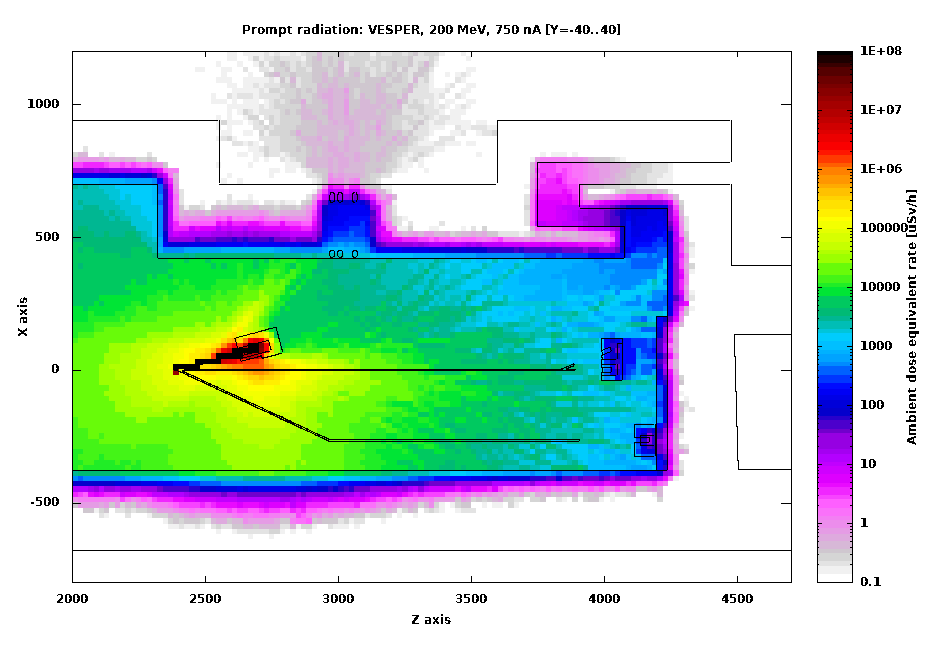 Prompt radiation: VESPER, 200 MeV, 750 nA [Y=-40..40]
1000
500
0
-500
X axis
2000
2500
3000
3500
4000
4500
Z axis
1E+08
1E+07
1E+06
100000
10000
1000
100
10
1
0.1
Ambient dose equivalent rate [uSv/h]